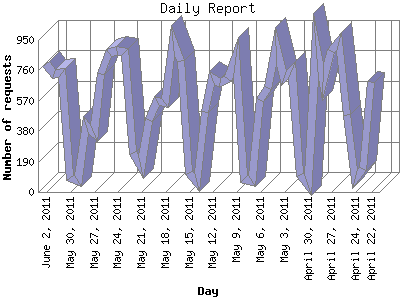 Daily Report
Number of requests
950
760
570
380
190
0
June 2, 2011
May 30, 2011
May 27, 2011
May 24, 2011
May 21, 2011
May 18, 2011
May 15, 2011
May 12, 2011
May 9, 2011
May 6, 2011
May 3, 2011
April 30, 2011
April 27, 2011
April 24, 2011
April 22, 2011
Day